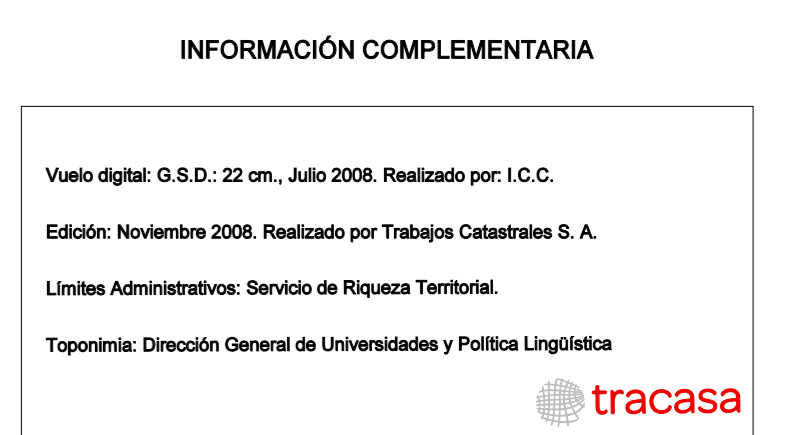 INFORMACIÓN COMPLEMENTARIA
Vuelo digital: G.S.D.: 22 cm., Julio 2008. Realizado por: I.C.C.
Edición: Noviembre 2008. Realizado por Trabajos Catastrales S. A.
Límites Administrativos: Servicio de Riqueza Territorial.
Toponimia: Dirección General de Universidades y Política Lingüística
tracasa